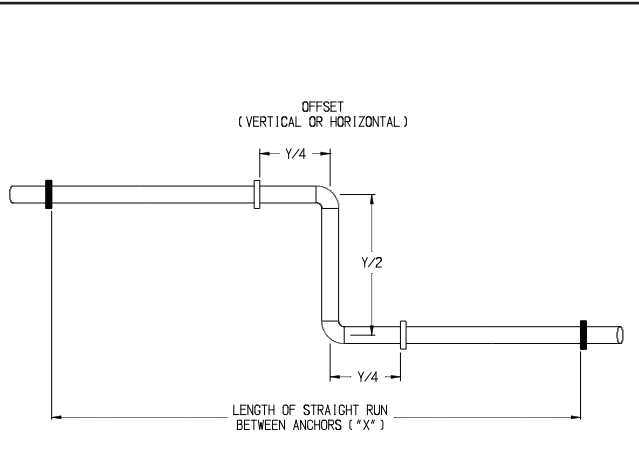 OFFSET
(VERTICAL OR HORIZONTAL)
Y/4
Y/2
Y/4
LENGTH OF STRAIGHT RUN
BETWEEN ANCHORS ("X")